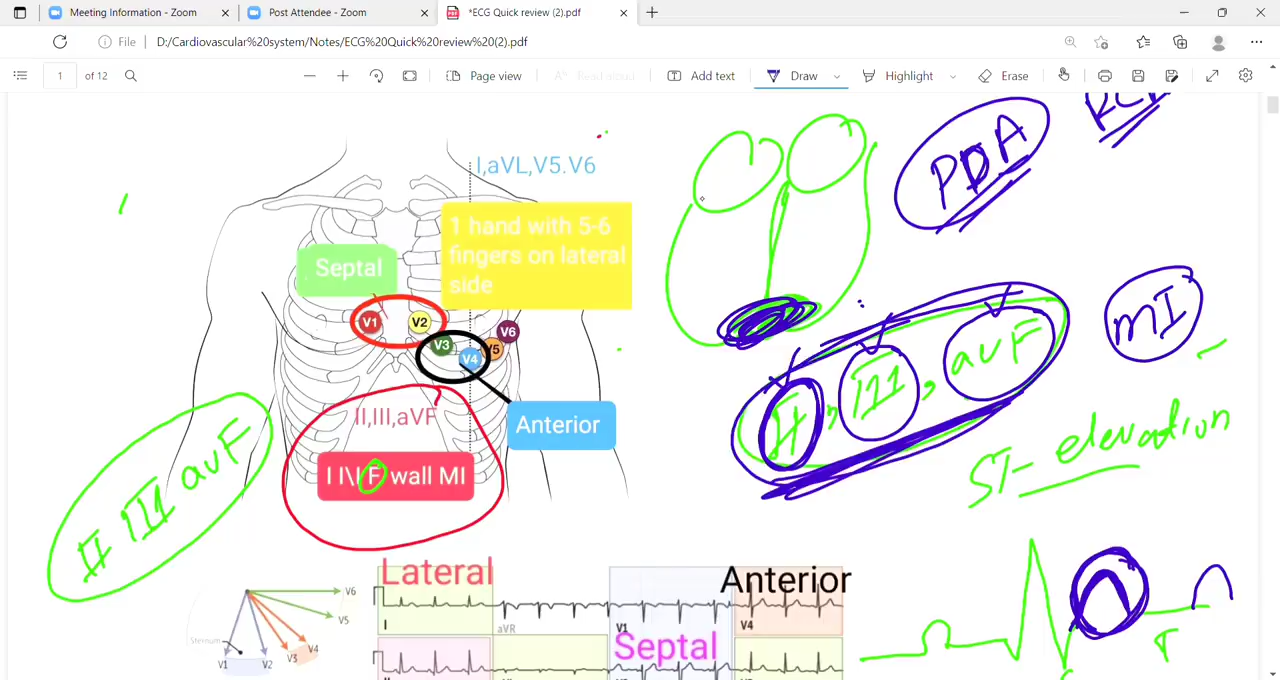 Meeting Information - Zoom
Post Attendee - Zoom
*ECG Quick review (2).pdf
File
D:/Cardiovascular%20system/Notes/ECG%20Quick%20review%20(2).pdf
1 of 12
Page view
Read aloud
Add text
Draw
Highlight
Erase
PDA
I,aVL,V5.V6
1 hand with 5-6
fingers on lateral
side
Septal
V1
V2
V3
V4
V5
V6
MI
II, III, avF
II,III,aVF
Anterior
I I\I F wall MI
II III avF
ST- elevation
Lateral
Anterior
Septal
I
aVR
V1
V4
V6
V5
Sternum
V4
V3
V2
V1
T